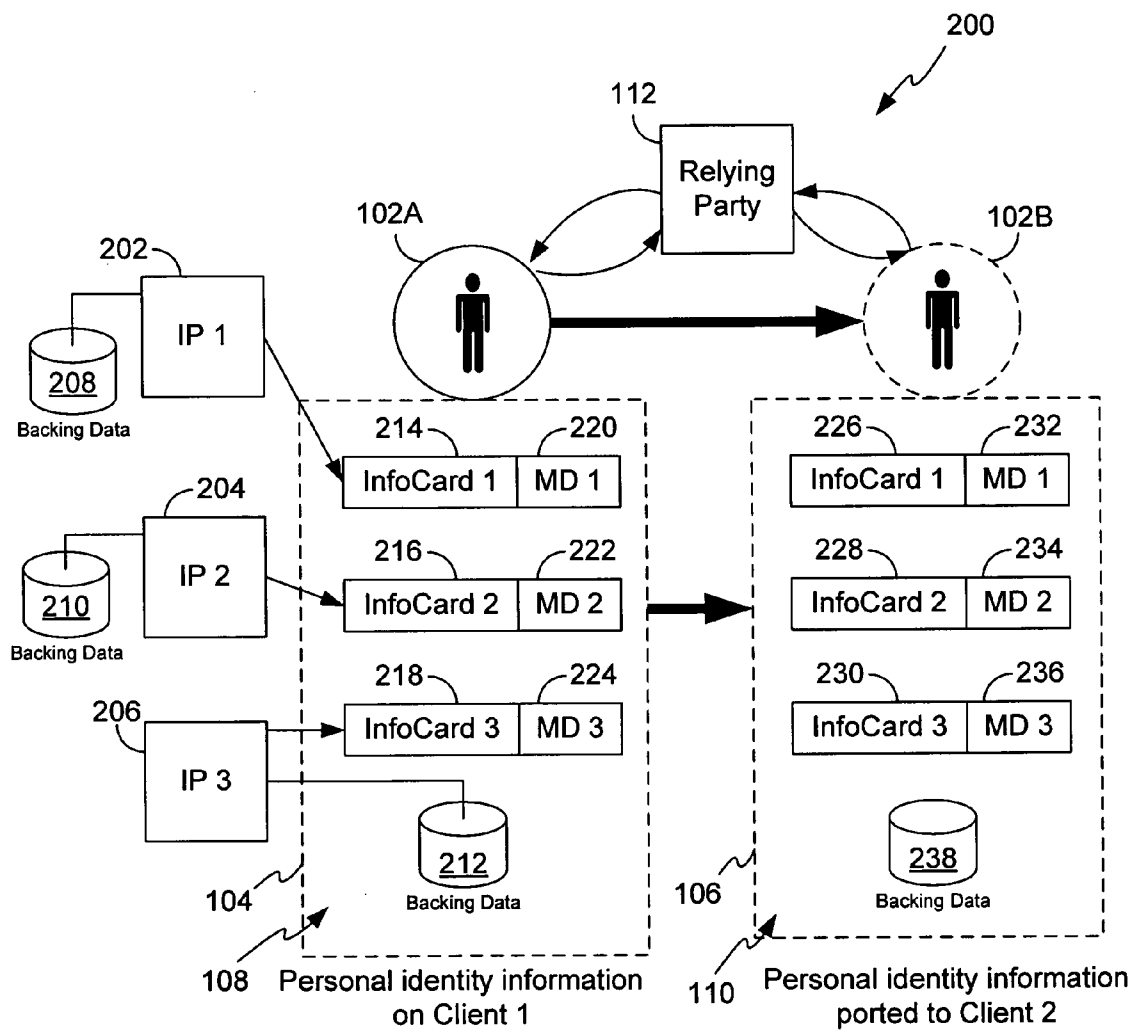 200
112
Relying
Party
102A
102B
202
IP 1
208
Backing Data
214
220
InfoCard 1
MD 1
226
232
InfoCard 1
MD 1
204
IP 2
210
Backing Data
216
222
InfoCard 2
MD 2
228
234
InfoCard 2
MD 2
206
IP 3
218
224
InfoCard 3
MD 3
230
236
InfoCard 3
MD 3
212
Backing Data
238
Backing Data
104
108
106
110
Personal identity information
on Client 1
Personal identity information
ported to Client 2